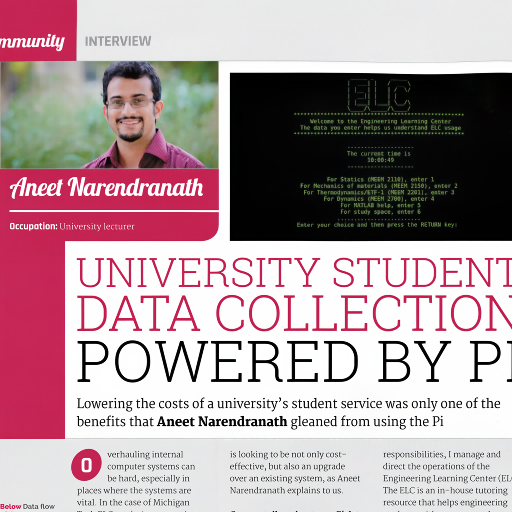 mmunity INTERVIEW
Aneet Narendranath
Occupation: University lecturer
ELC
Welcome to the Engineering Learning Center
The data you enter helps us understand ELC usage
The current time is
10:00:49
For Statics (MEEM 2110), enter 1
For Mechanics of materials (MEEM 2150), enter 2
For Thermodynamics/ETF-1 (MEEM 2201), enter 3
For Dynamics (MEEM 2700), enter 4
For MATLAB help, enter 5
For study space, enter 6
Enter your choice and then press the RETURN key:
UNIVERSITY STUDENT
DATA COLLECTION
POWERED BY PI
Lowering the costs of a university's student service was only one of the
benefits that Aneet Narendranath gleaned from using the Pi
Overhauling internal
computer systems can
be hard, especially in
places where the systems are
vital. In the case of Michigan
is looking to be not only cost-
effective, but also an upgrade
over an existing system, as Aneet
Narendranath explains to us.
responsibilities, I manage and
direct the operations of the
Engineering Learning Center (ELC
The ELC is an in-house tutoring
resource that helps engineering
Below Data flow